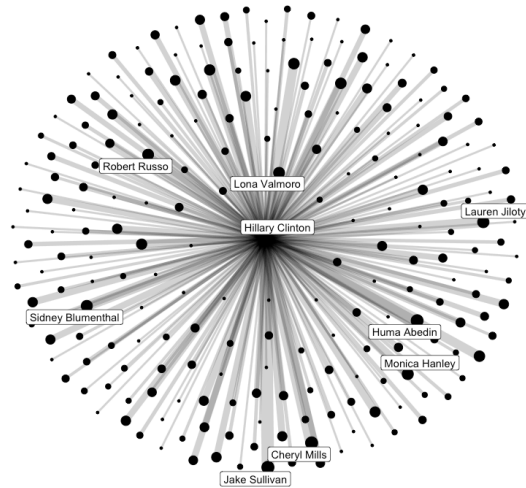 Robert Russo
Lona Valmoro
Lauren Jiloty
Hillary Clinton
Sidney Blumenthal
Huma Abedin
Monica Hanley
Cheryl Mills
Jake Sullivan